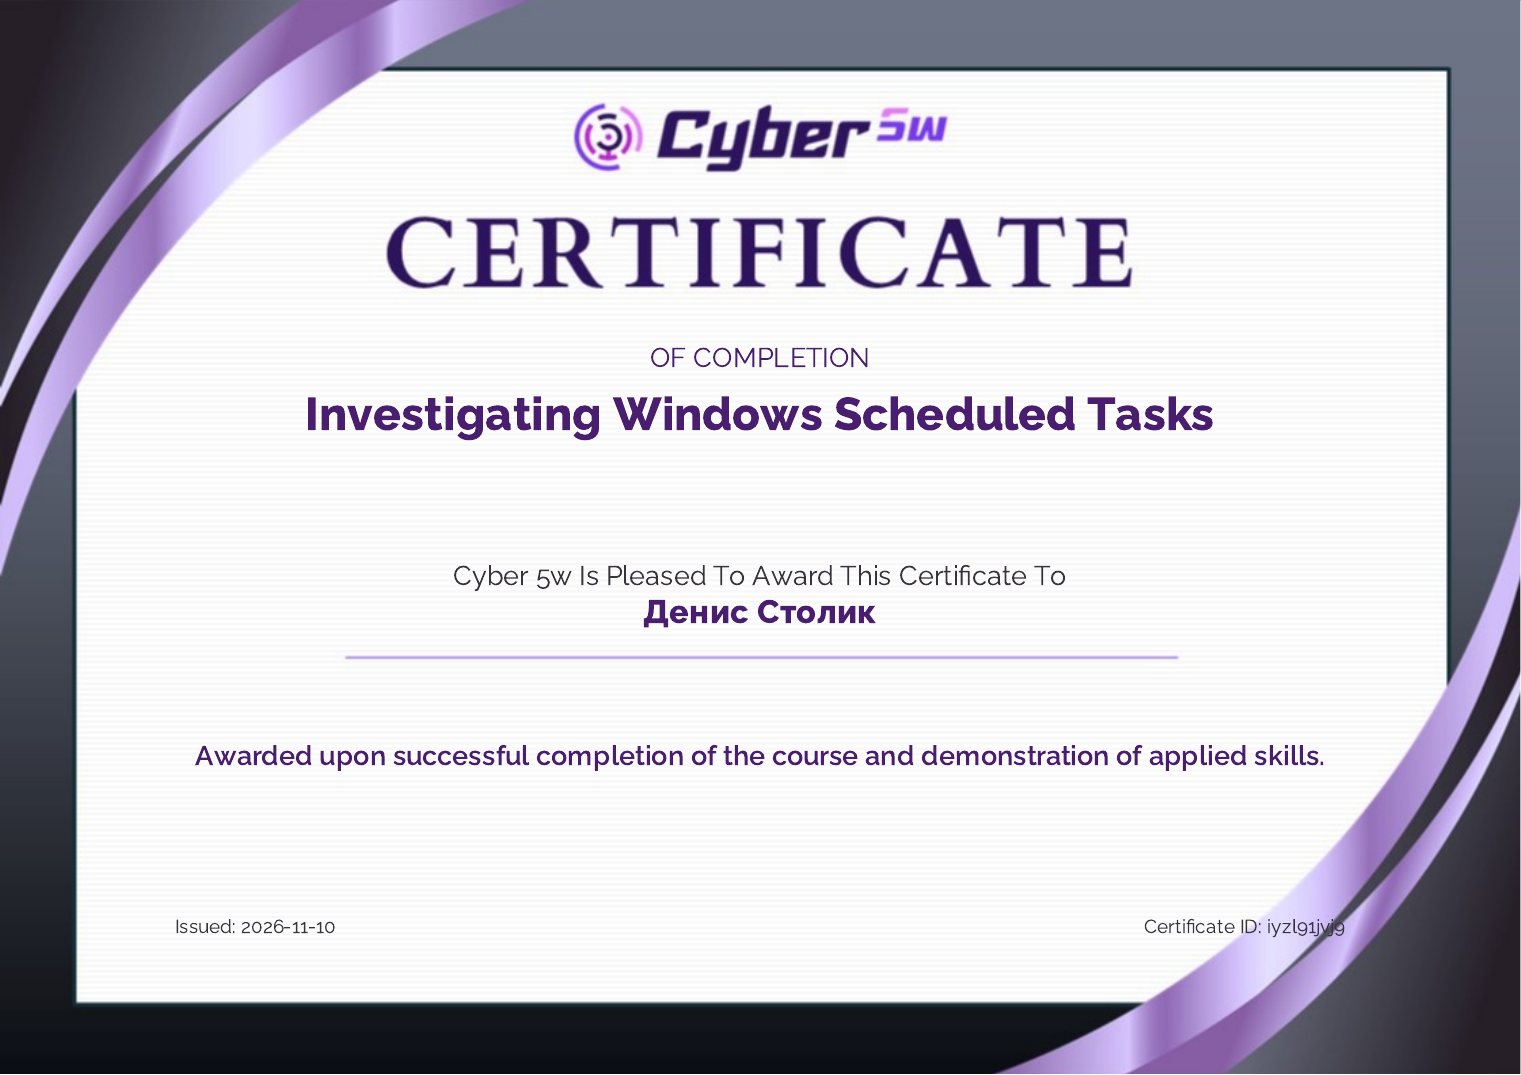 Cyber 5w
CERTIFICATE
OF COMPLETION
Investigating Windows Scheduled Tasks
Cyber 5w Is Pleased To Award This Certificate To
Денис Столик
Awarded upon successful completion of the course and demonstration of applied skills.
Issued: 2026-11-10
Certificate ID: iyzl91jvj9